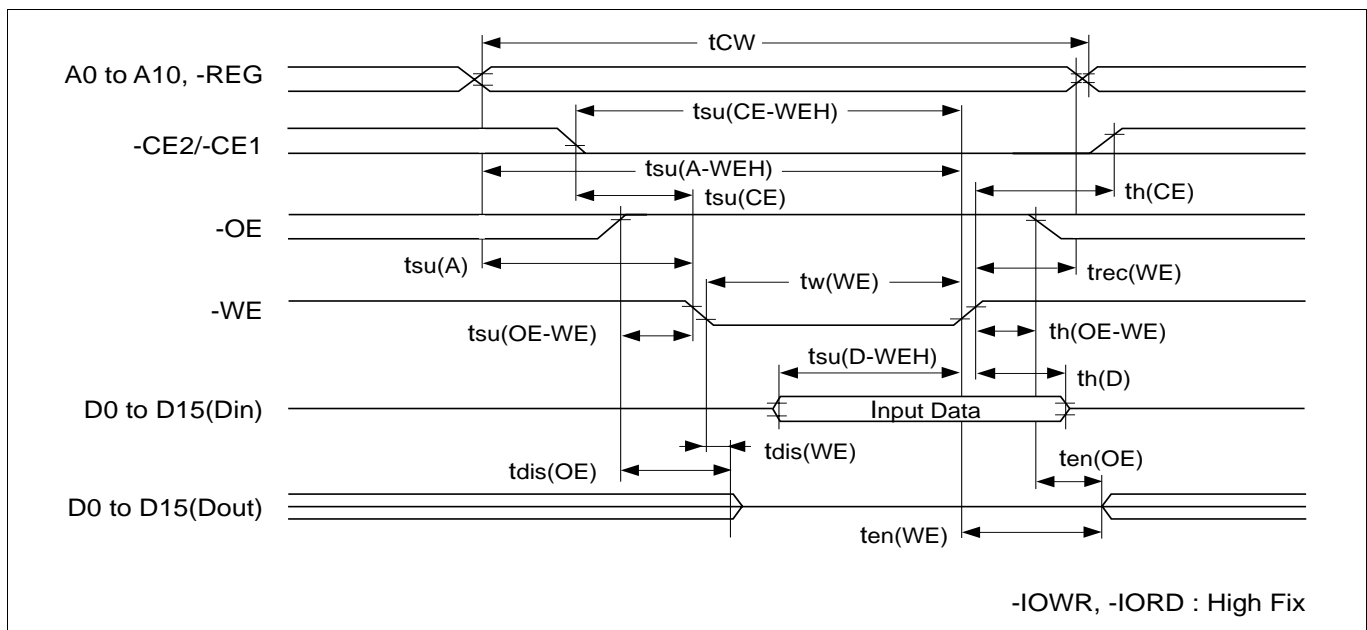 tCW
A0 to A10, -REG
tsu(CE-WEH)
-CE2/-CE1
tsu(A-WEH)
tsu(CE)
th(CE)
-OE
tsu(A)
trec(WE)
tw(WE)
-WE
tsu(OE-WE)
th(OE-WE)
tsu(D-WEH)
th(D)
D0 to D15(Din)
Input Data
tdis(WE)
tdis(OE)
ten(OE)
D0 to D15(Dout)
ten(WE)
-IOWR, -IORD : High Fix